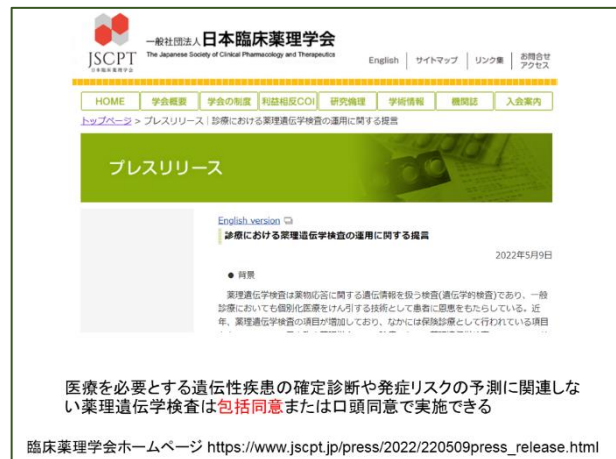 一般社団法人日本臨床薬理学会
JSCPT The Japanese Society of Clinical Pharmacology and Therapeutics
日本臨床薬理学会
English サイトマップ リンク集 お問合せ アクセス
HOME 学会概要 学会の制度 利益相反COI 研究倫理 学術情報 機関誌 入会案内
トップページ > プレスリリース | 診療における薬理遺伝学検査の運用に関する提言
プレスリリース
English version
診療における薬理遺伝学検査の運用に関する提言
2022年5月9日
● 背景
薬理遺伝学検査は薬物応答に関する遺伝情報を扱う検査(遺伝学的検査)であり、一般
診療においても個別化医療をけん引する技術として患者に恩恵をもたらしている。近
年、薬理遺伝学検査の項目が増加しており、なかには保険診療として行われている項目
医療を必要とする遺伝性疾患の確定診断や発症リスクの予測に関連しな
い薬理遺伝学検査は包括同意または口頭同意で実施できる
臨床薬理学会ホームページ https://www.jscpt.jp/press/2022/220509press_release.html